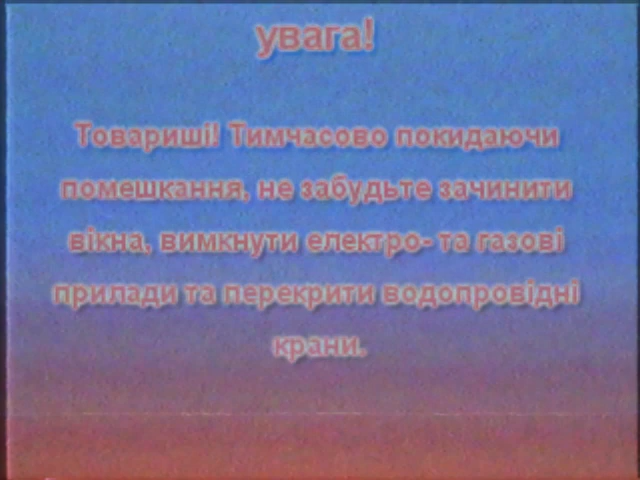 увага!
Товариші! Тимчасово покидаючи
помешкання, не забудьте зачинити
вікна, вимкнути електро- та газові
прилади та перекрити водопровідні
крани.